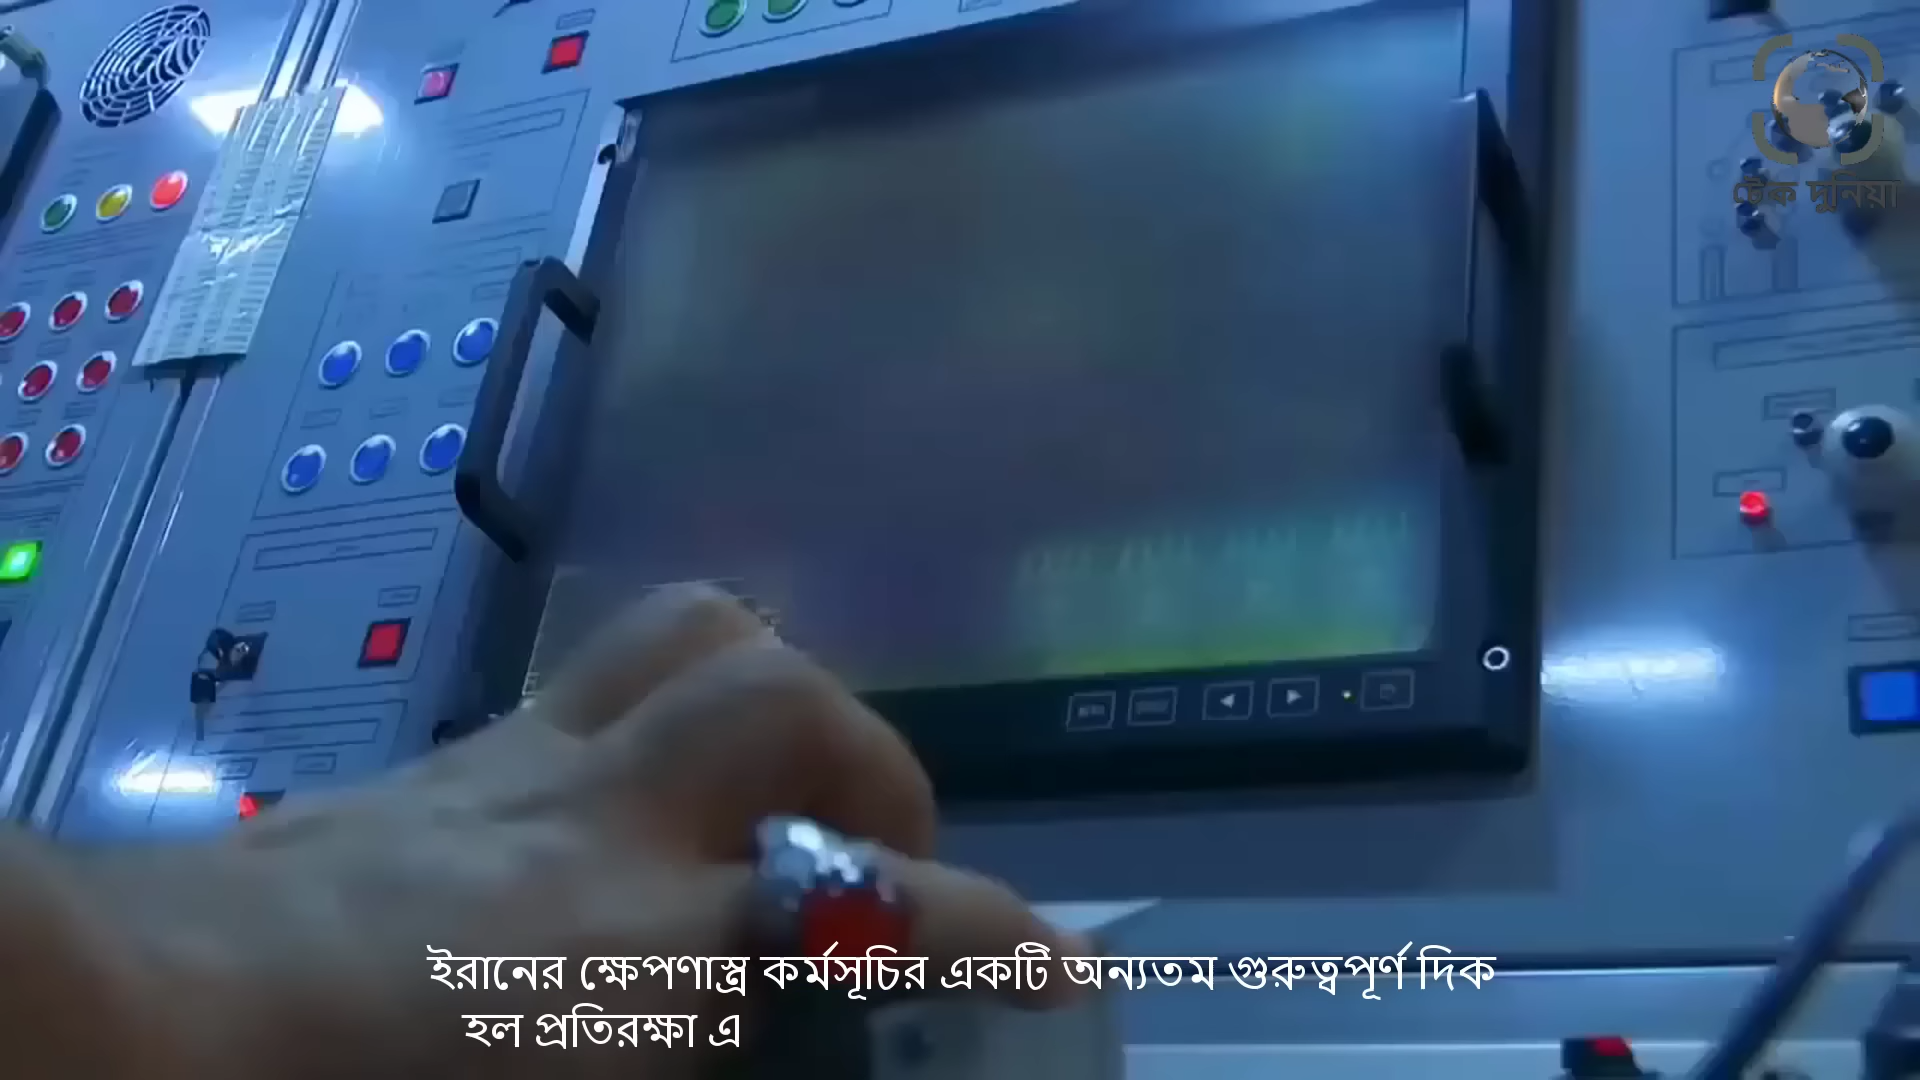 টেক দুনিয়া
ইরানের ক্ষেপণাস্ত্র কর্মসূচির একটি অন্যতম গুরুত্বপূর্ণ দিক
হল প্রতিরক্ষা এ